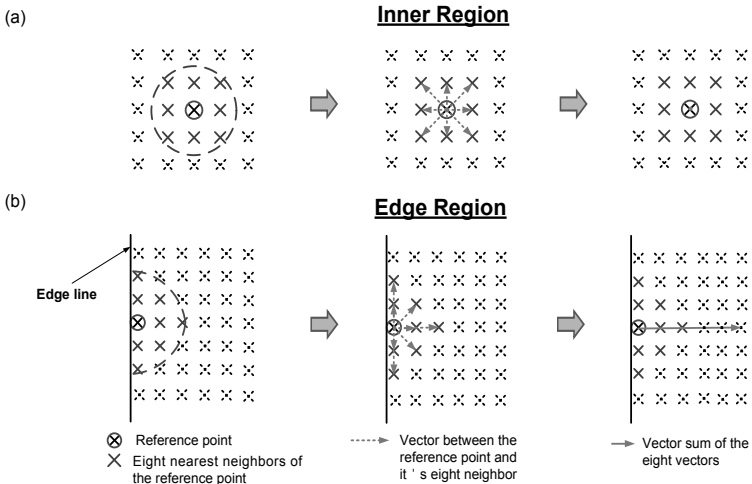 (a)
Inner Region
(b)
Edge Region
Edge line
Reference point
Eight nearest neighbors of
the reference point
Vector between the
reference point and
it ' s eight neighbor
Vector sum of the
eight vectors